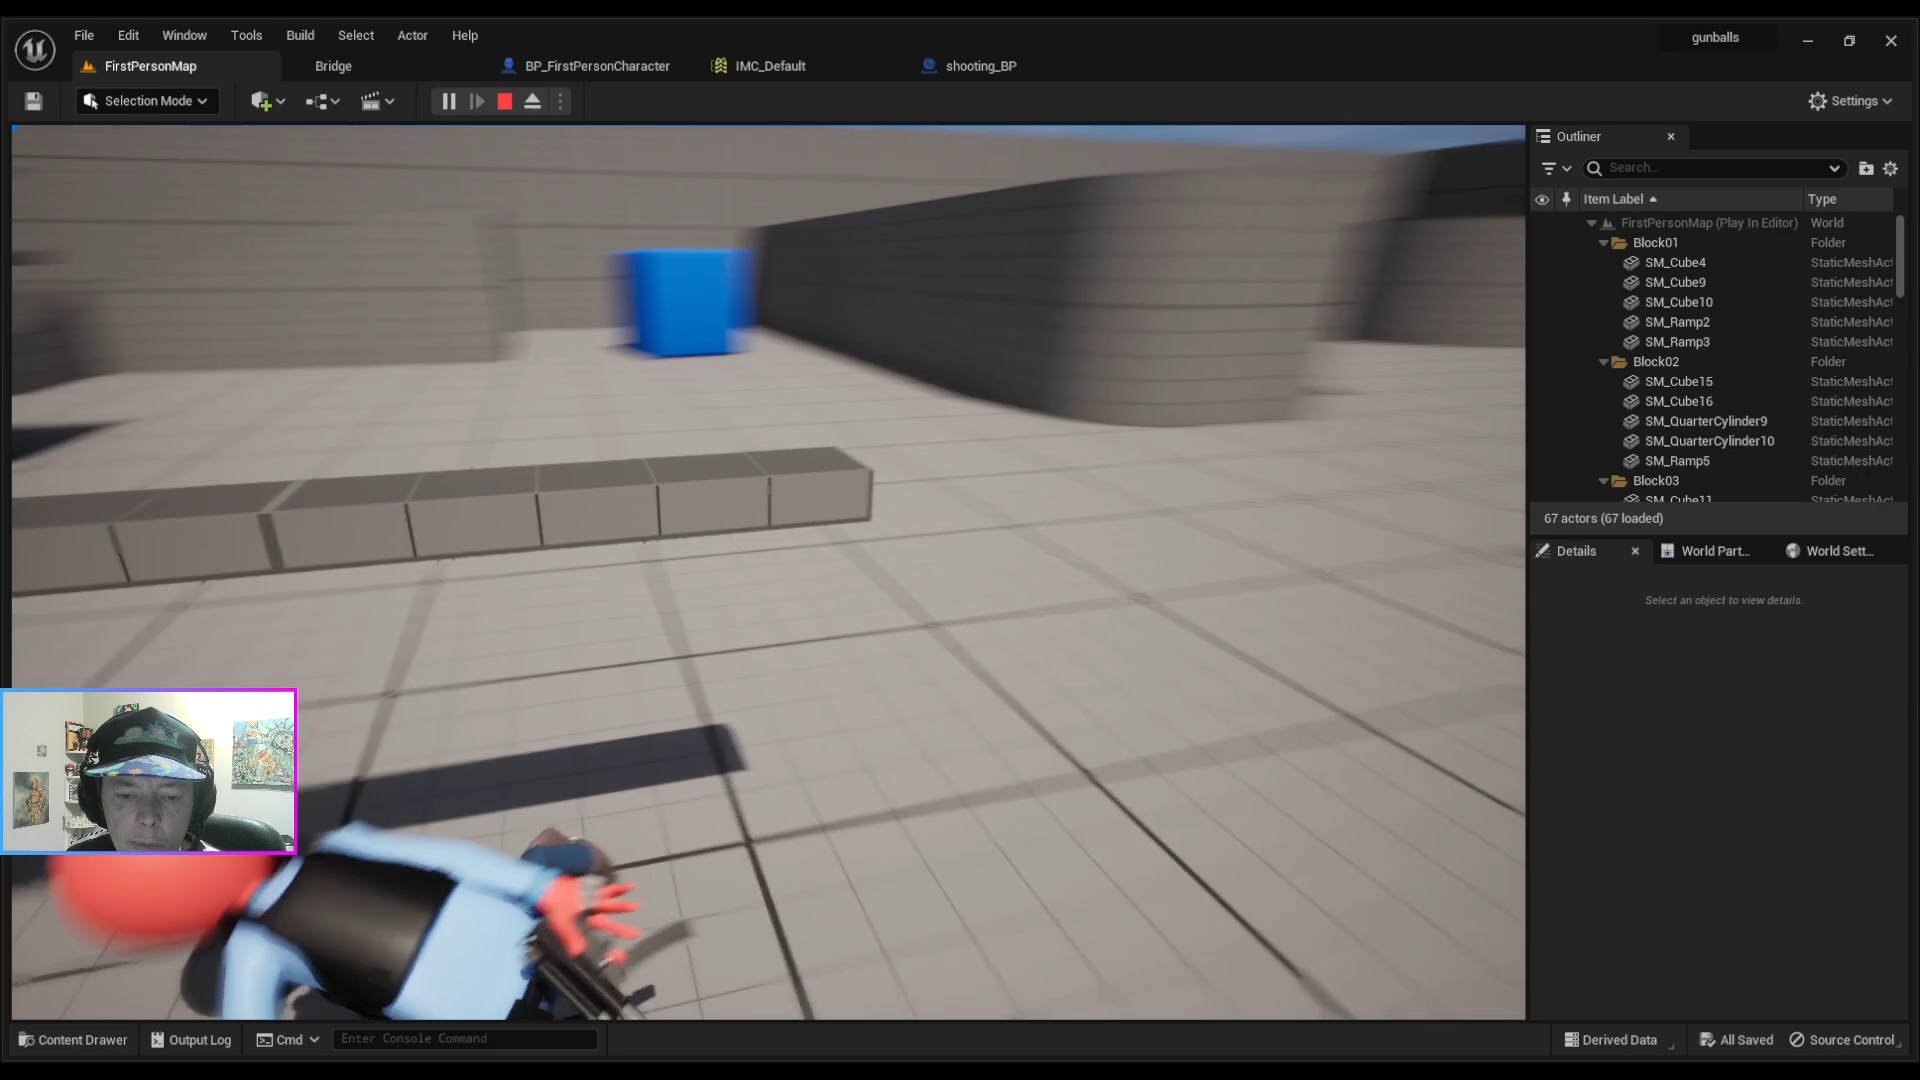 File Edit Window Tools Build Select Actor Help
gunballs
FirstPersonMap Bridge BP_FirstPersonCharacter IMC_Default shooting_BP
Selection Mode
Settings
Outliner
Search...
Item Label Type
FirstPersonMap (Play In Editor) World
Block01 Folder
SM_Cube4 StaticMeshAct
SM_Cube9 StaticMeshAct
SM_Cube10 StaticMeshAct
SM_Ramp2 StaticMeshAct
SM_Ramp3 StaticMeshAct
Block02 Folder
SM_Cube15 StaticMeshAct
SM_Cube16 StaticMeshAct
SM_QuarterCylinder9 StaticMeshAct
SM_QuarterCylinder10 StaticMeshAct
SM_Ramp5 StaticMeshAct
Block03 Folder
SM_Cube11 StaticMeshAct
67 actors (67 loaded)
Details World Part... World Sett...
Select an object to view details.
Content Drawer Output Log Cmd Enter Console Command
Derived Data All Saved Source Control